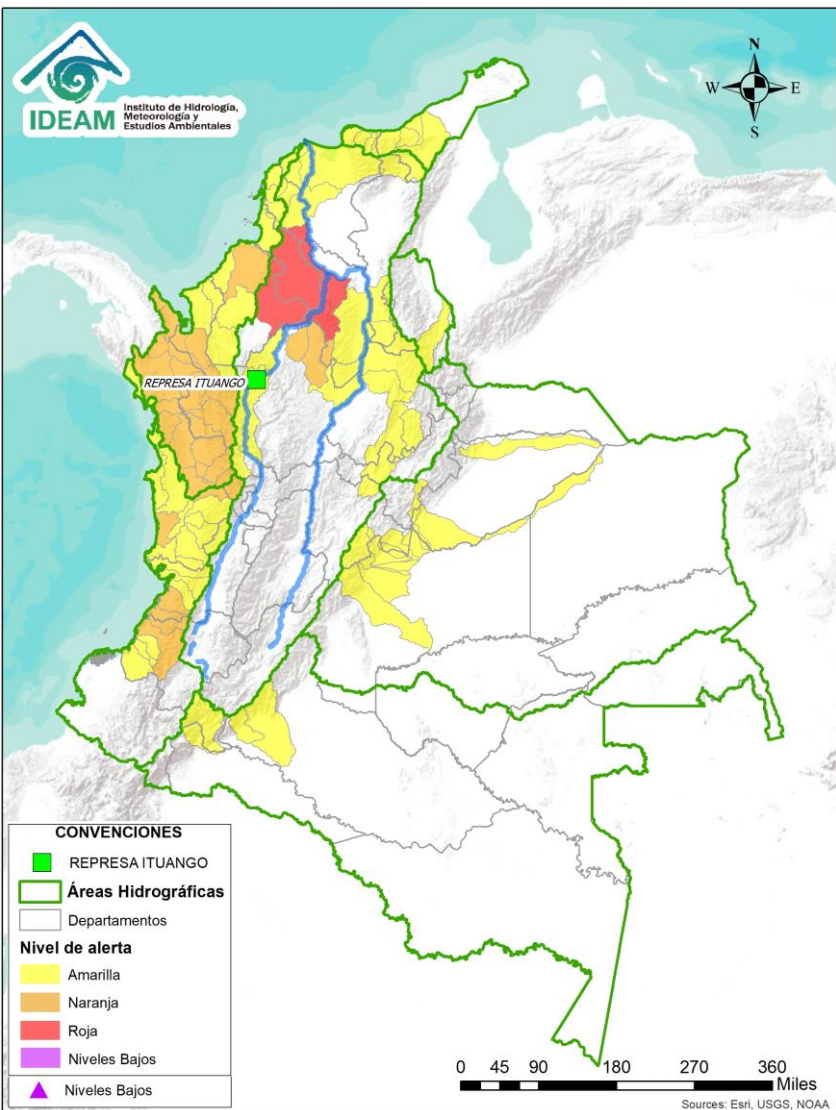 IDEAM
Instituto de Hidrología,
Meteorología y
Estudios Ambientales
N
W
E
S
REPRESA ITUANGO
CONVENCIONES
REPRESA ITUANGO
Áreas Hidrográficas
Departamentos
Nivel de alerta
Amarilla
Naranja
Roja
Niveles Bajos
Niveles Bajos
0 45 90 180 270 360
Miles
Sources: Esri, USGS, NOAA